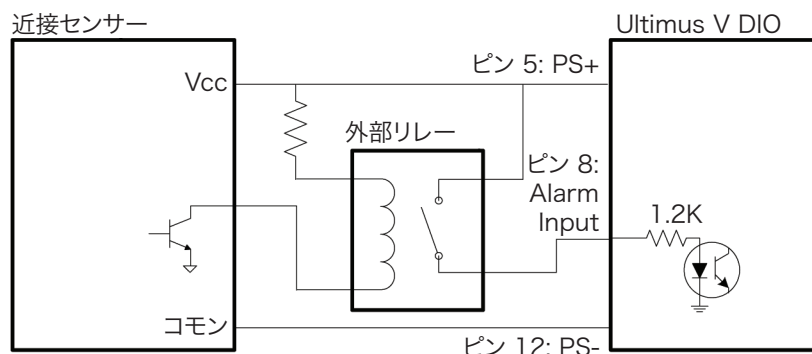 近接センサー
Ultimus V DIO
Vcc
ピン 5: PS+
外部リレー
ピン 8:
Alarm
Input
1.2K
コモン
ピン 12: PS-